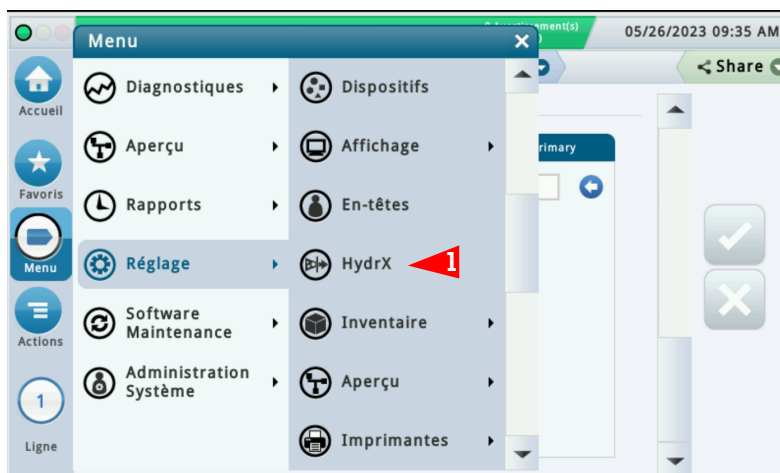 05/26/2023 09:35 AM
Menu
Share
Accueil
Favoris
Menu
Actions
1
Ligne
Diagnostiques
Aperçu
Rapports
Réglage
Software
Maintenance
Administration
Système
Dispositifs
Affichage
En-têtes
HydrX
1
Inventaire
Aperçu
Imprimantes
rimary